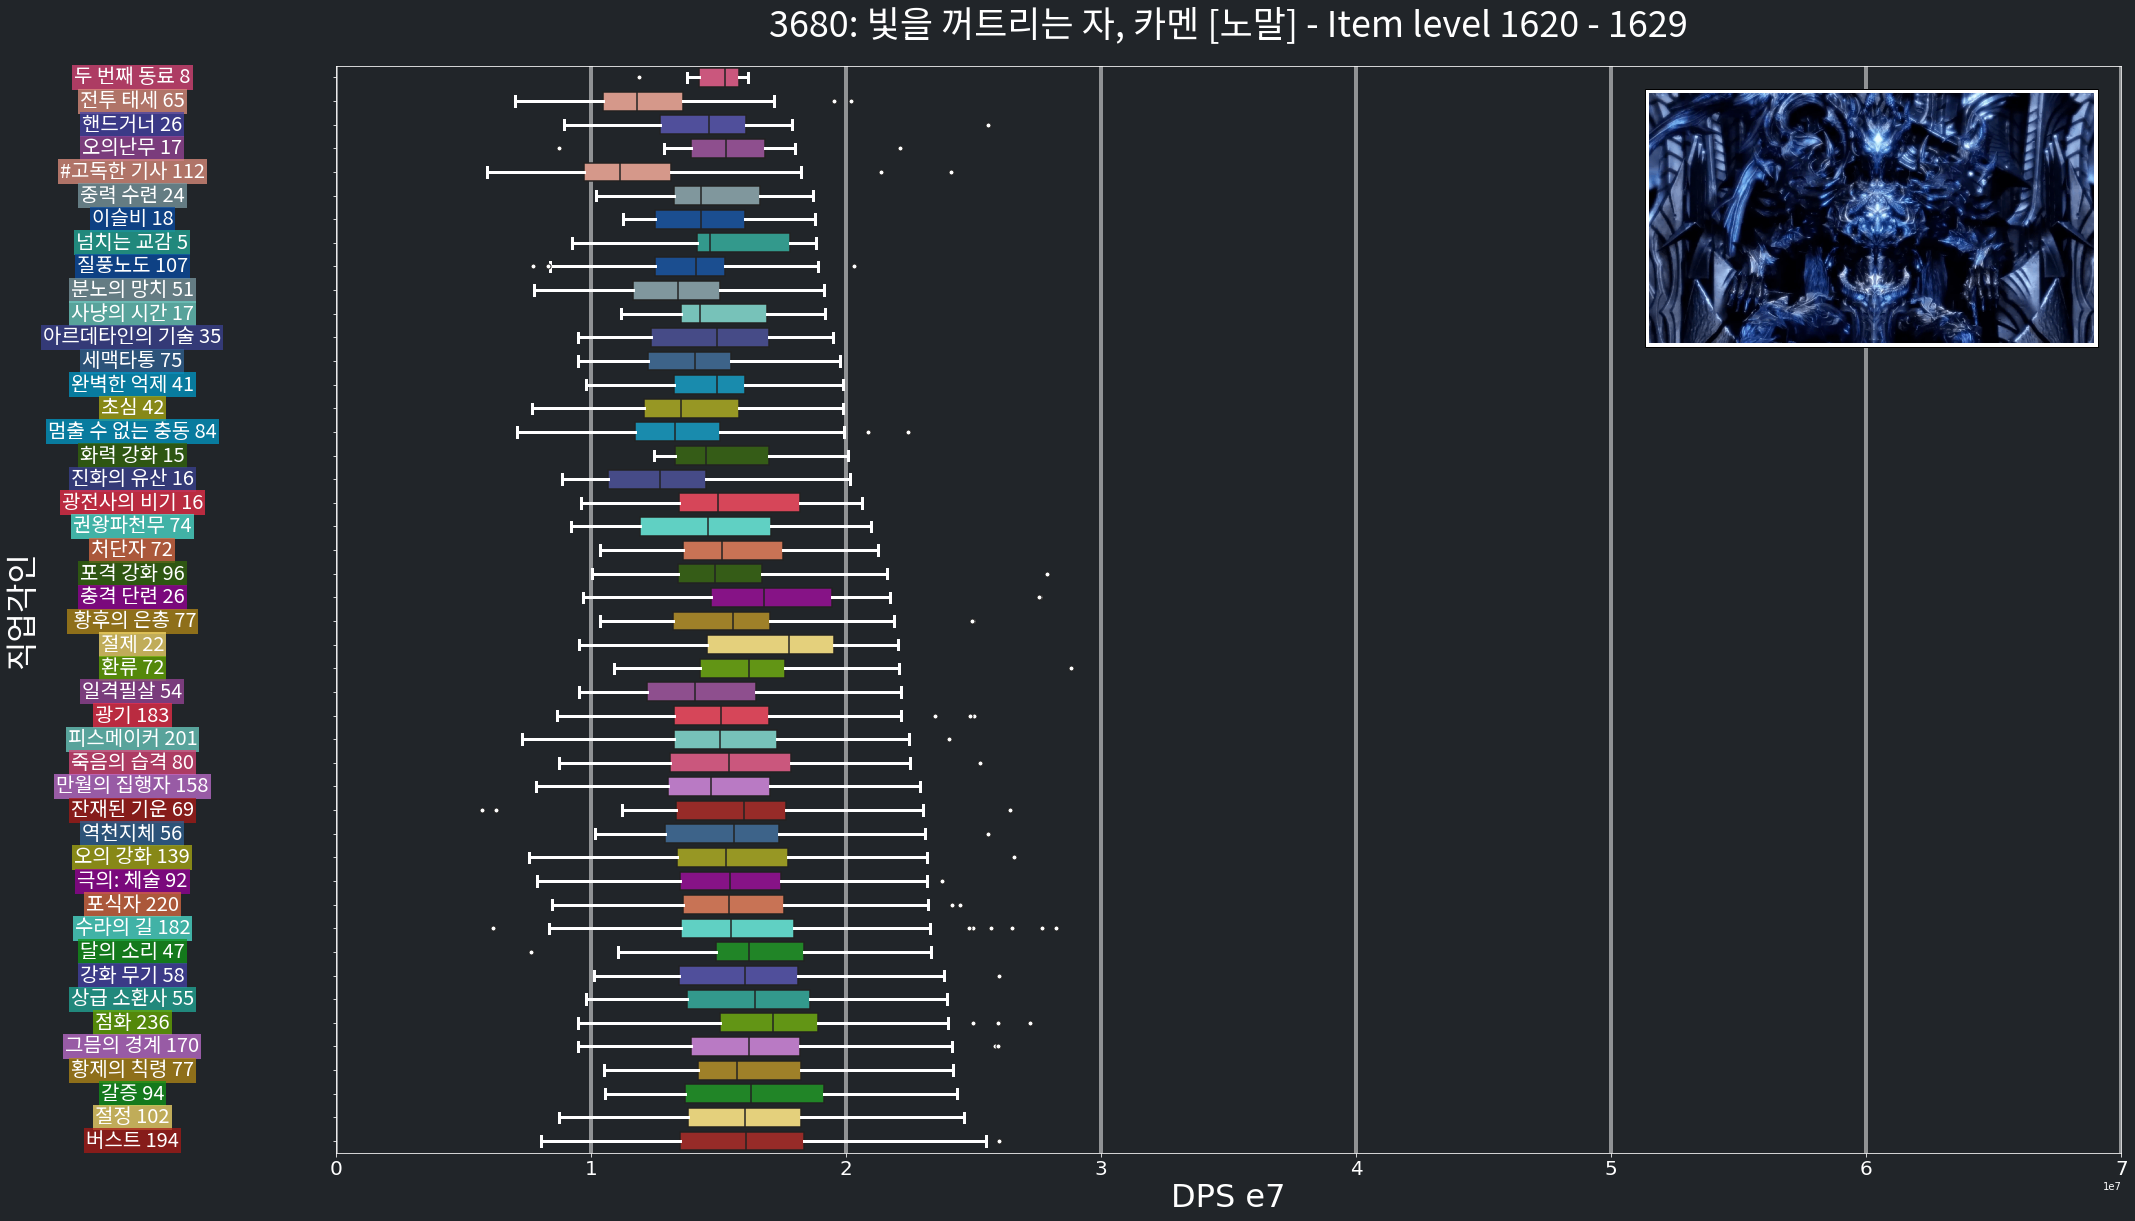 3680: 빛을 꺼트리는 자, 카멘 [노말] - Item level 1620 - 1629
직업각인
두 번째 동료 8
전투 태세 65
핸드거너 26
오의난무 17
#고독한 기사 112
중력 수련 24
이슬비 18
넘치는 교감 5
질풍노도 107
분노의 망치 51
사냥의 시간 17
아르데타인의 기술 35
세맥타통 75
완벽한 억제 41
초심 42
멈출 수 없는 충동 84
화력 강화 15
진화의 유산 16
광전사의 비기 16
권왕파천무 74
처단자 72
포격 강화 96
충격 단련 26
황후의 은총 77
절제 22
환류 72
일격필살 54
광기 183
피스메이커 201
죽음의 습격 80
만월의 집행자 158
잔재된 기운 69
역천지체 56
오의 강화 139
극의: 체술 92
포식자 220
수라의 길 182
달의 소리 47
강화 무기 58
상급 소환사 55
점화 236
그믐의 경계 170
황제의 칙령 77
갈증 94
절정 102
버스트 194
0 1 2 3 4 5 6 7
1e7
DPS e7